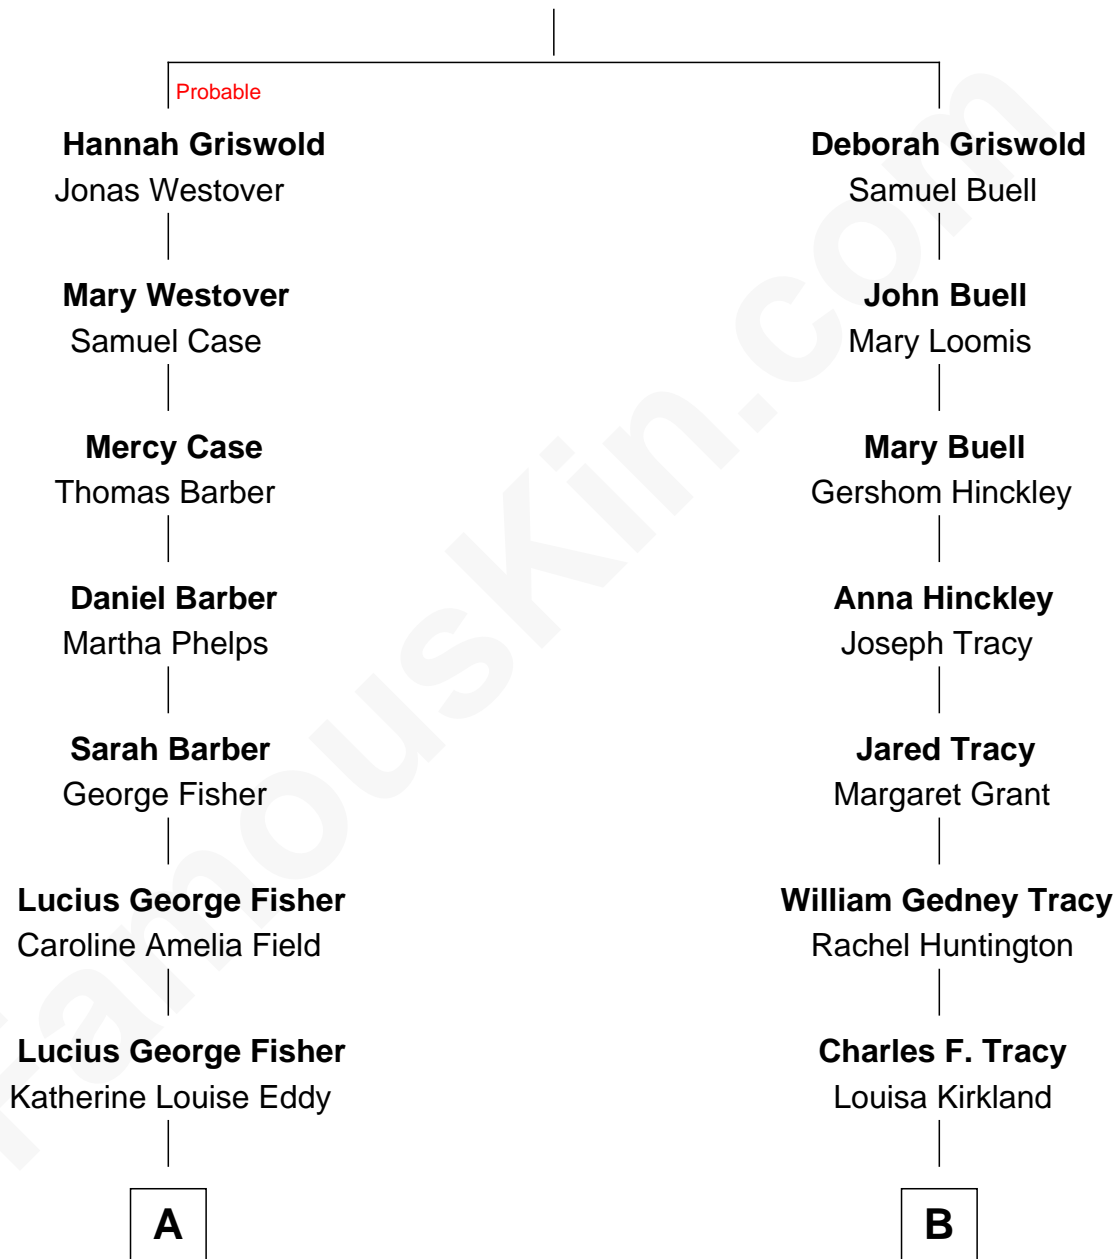 Probable
Hannah Griswold
Jonas Westover
Mary Westover
Samuel Case
Mercy Case
Thomas Barber
Daniel Barber
Martha Phelps
Sarah Barber
George Fisher
Lucius George Fisher
Caroline Amelia Field
Lucius George Fisher
Katherine Louise Eddy
A
Deborah Griswold
Samuel Buell
John Buell
Mary Loomis
Mary Buell
Gershom Hinckley
Anna Hinckley
Joseph Tracy
Jared Tracy
Margaret Grant
William Gedney Tracy
Rachel Huntington
Charles F. Tracy
Louisa Kirkland
B
FamousKin.com